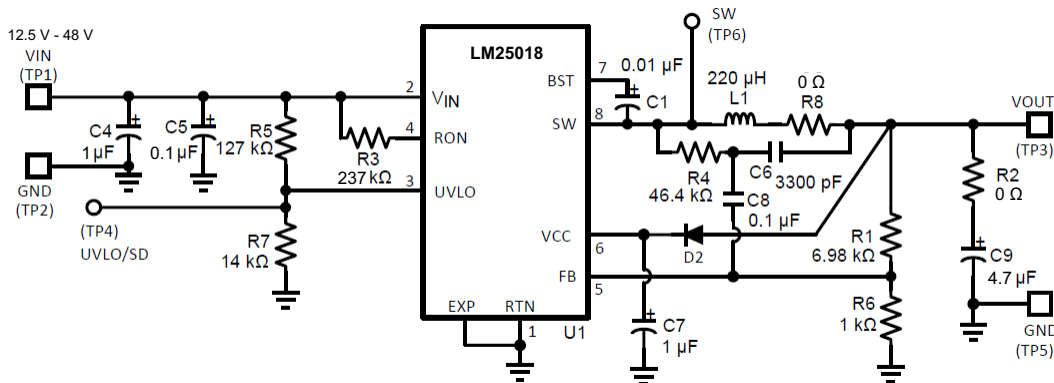 12.5 V - 48 V
VIN
(TP1)
GND
(TP2)
C4
+
1 µF
C5
+
0.1 µF
R5
127 kΩ
R3
237 kΩ
(TP4)
UVLO/SD
R7
14 kΩ
LM25018
2
VIN
4
RON
3
UVLO
BST
7
SW
8
VCC
6
FB
5
EXP
RTN
1
U1
0.01 µF
+
C1
SW
(TP6)
220 µH
L1
0 Ω
R8
R4
46.4 kΩ
C6
3300 pF
C8
0.1 µF
D2
+
C7
1 µF
R1
6.98 kΩ
R6
1 kΩ
VOUT
(TP3)
R2
0 Ω
+
C9
4.7 µF
GND
(TP5)